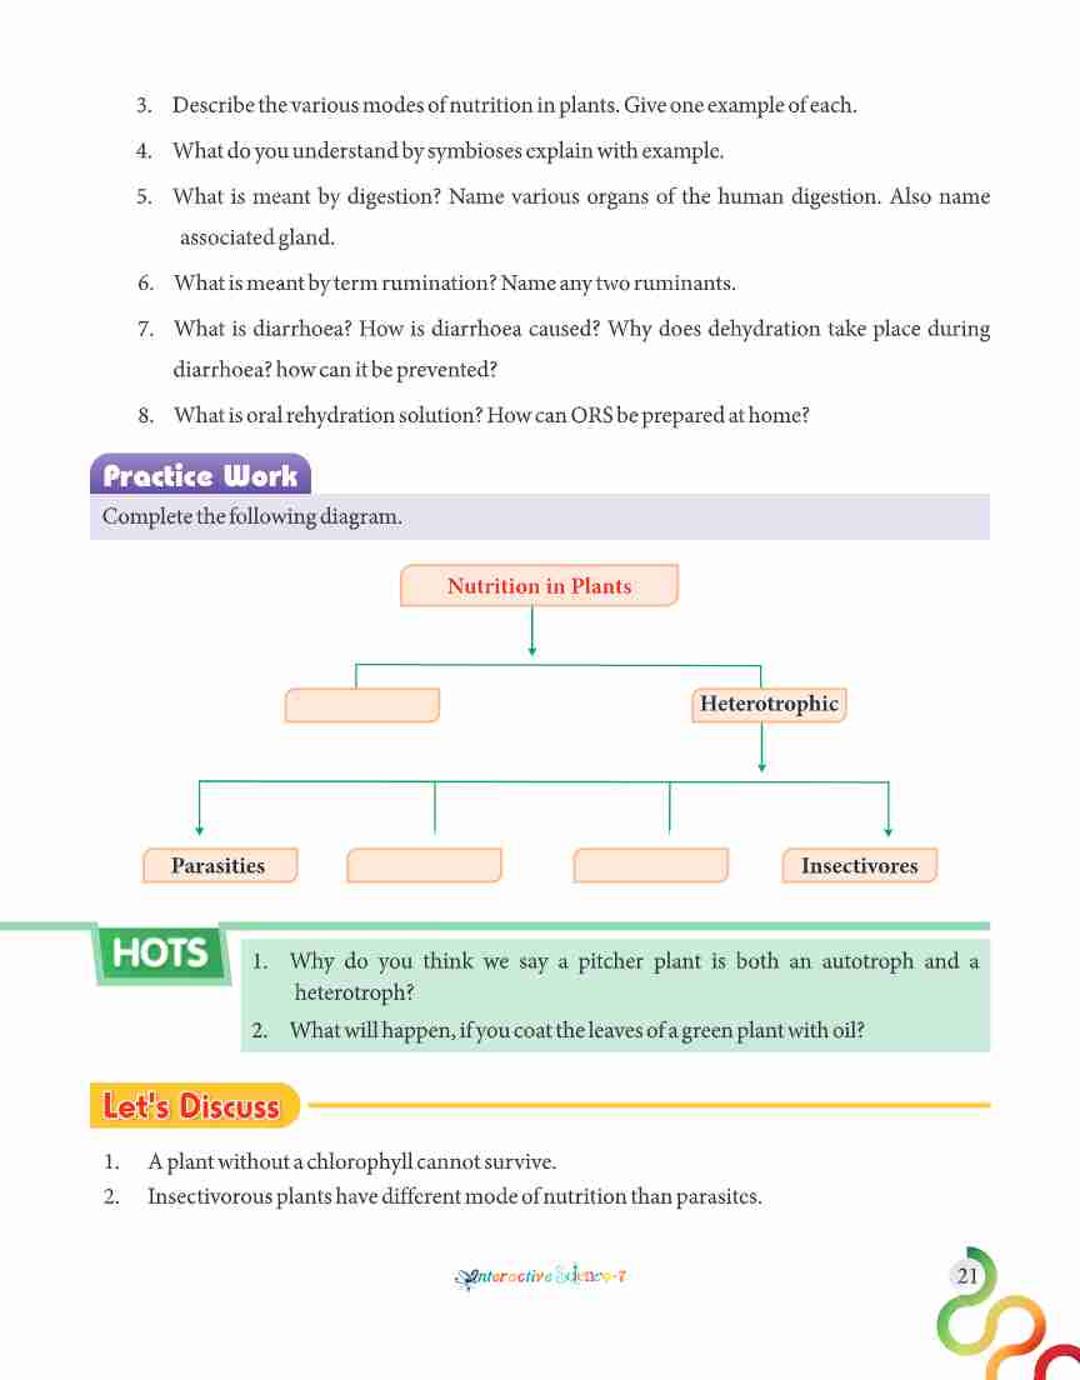 3. Describe the various modes of nutrition in plants. Give one example of each.
4. What do you understand by symbioses explain with example.
5. What is meant by digestion? Name various organs of the human digestion. Also name
associated gland.
6. What is meant by term rumination? Name any two ruminants.
7. What is diarrhoea? How is diarrhoea caused? Why does dehydration take place during
diarrhoea? how can it be prevented?
8. What is oral rehydration solution? How can ORS be prepared at home?
Practice Work
Complete the following diagram.
Nutrition in Plants
Heterotrophic
Parasities
Insectivores
HOTS
1. Why do you think we say a pitcher plant is both an autotroph and a
heterotroph?
2. What will happen, if you coat the leaves of a green plant with oil?
Let's Discuss
1. A plant without a chlorophyll cannot survive.
2. Insectivorous plants have different mode of nutrition than parasites.
Interactive Science-7
21